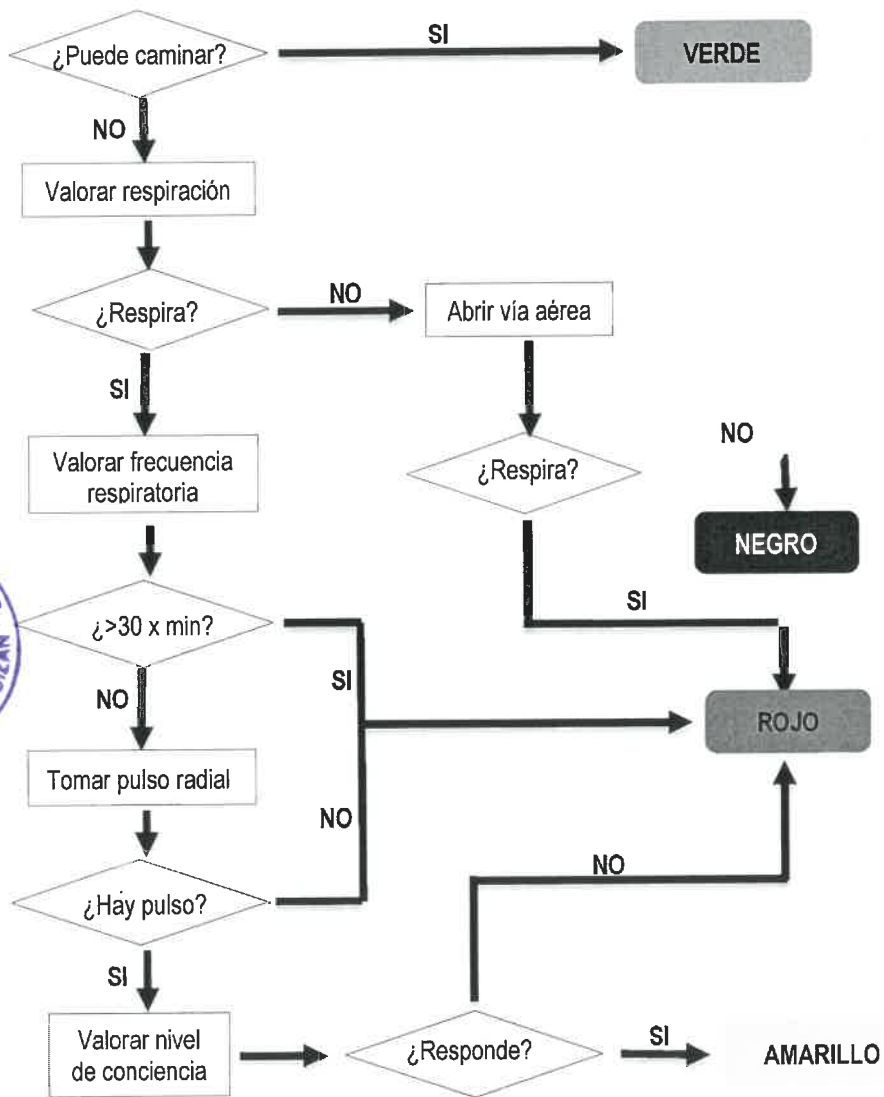 ¿Puede caminar?
SI
VERDE
NO
Valorar respiración
¿Respira?
NO
Abrir vía aérea
SI
Valorar frecuencia
respiratoria
¿Respira?
NO
NEGRO
¿>30 x min?
SI
SI
NO
ROJO
Tomar pulso radial
NO
¿Hay pulso?
NO
SI
Valorar nivel
de conciencia
¿Responde?
SI
AMARILLO